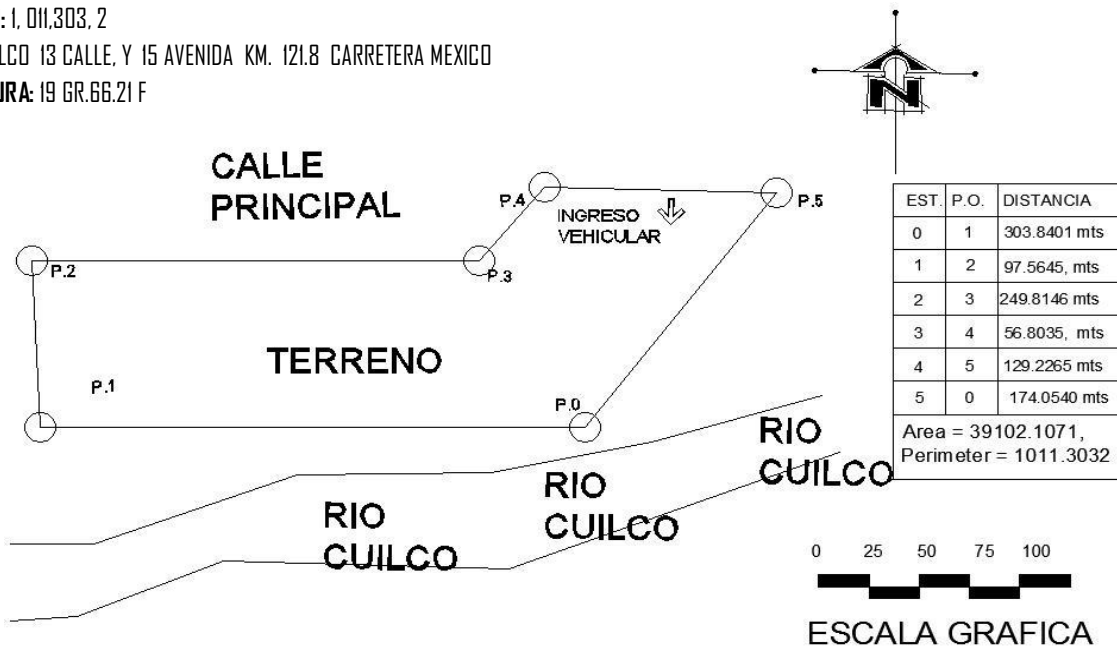 : 1, 011,303, 2
LCO 13 CALLE, Y 15 AVENIDA KM. 121.8 CARRETERA MEXICO
URA: 19 GR.66.21 F
N
CALLE
PRINCIPAL
P.4
P.5
INGRESO
VEHICULAR
P.2
P.3
TERRENO
P.1
P.0
RIO
CUILCO
RIO
CUILCO
RIO
CUILCO
EST. P.O. DISTANCIA
0 1 303.8401 mts
1 2 97.5645, mts
2 3 249.8146 mts
3 4 56.8035, mts
4 5 129.2265 mts
5 0 174.0540 mts
Area = 39102.1071,
Perimeter = 1011.3032
0 25 50 75 100
ESCALA GRAFICA